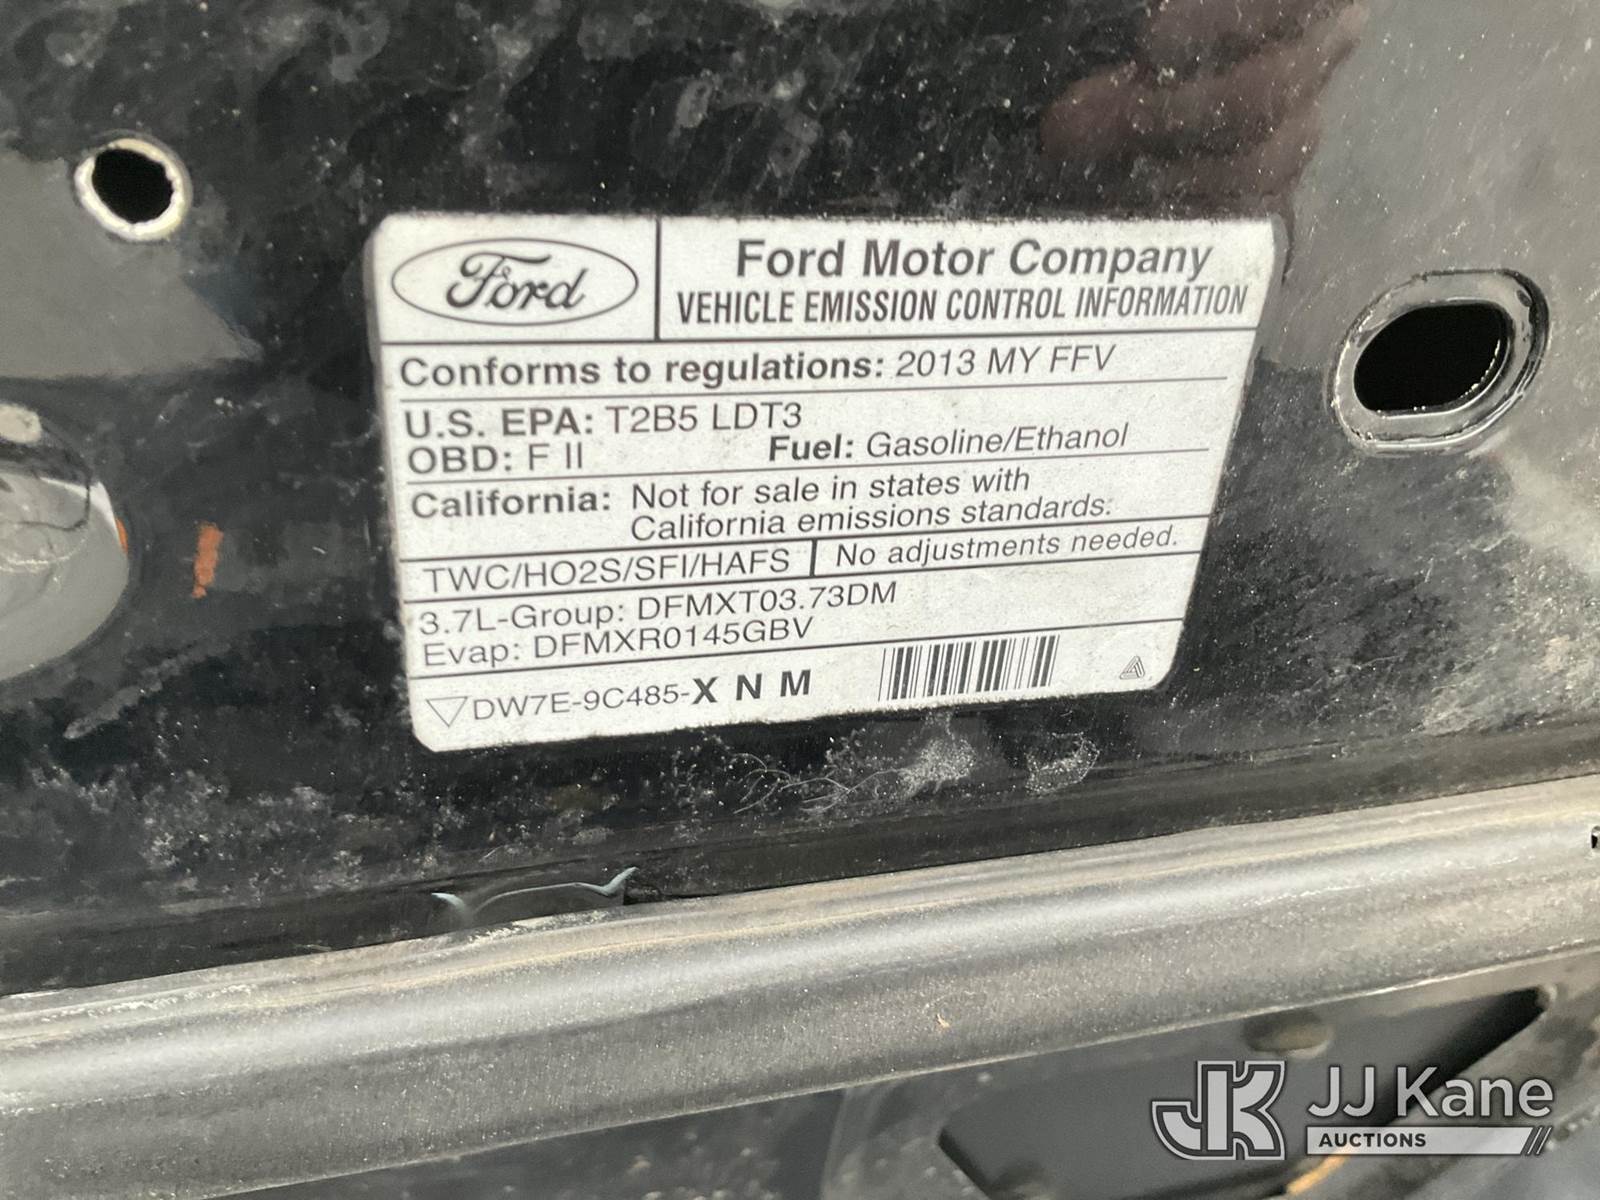 Ford
Ford Motor Company
VEHICLE EMISSION CONTROL INFORMATION
Conforms to regulations: 2013 MY FFV
U.S. EPA: T2B5 LDT3
OBD: F II Fuel: Gasoline/Ethanol
California: Not for sale in states with
California emissions standards.
TWC/HO2S/SFI/HAFS No adjustments needed.
3.7L-Group: DFMXT03.73DM
Evap: DFMXR0145GBV
DW7E-9C485-X N M
JK JJ Kane
AUCTIONS